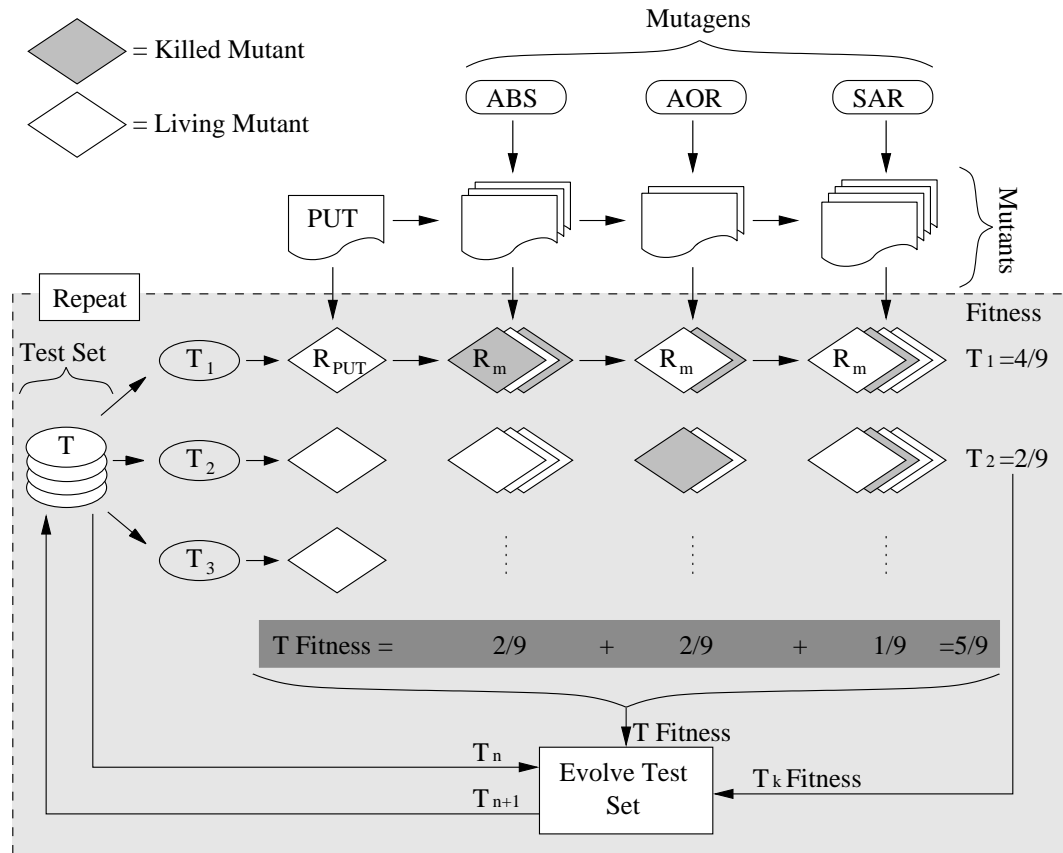 Mutagens
= Killed Mutant
ABS AOR SAR
= Living Mutant
PUT
Mutants
Repeat
Fitness
Test Set
T1 RPUT Rm Rm Rm T1=4/9
T T2 T2=2/9
T3
T Fitness = 2/9 + 2/9 + 1/9 =5/9
T Fitness
Tn
Evolve Test
Set
Tk Fitness
Tn+1